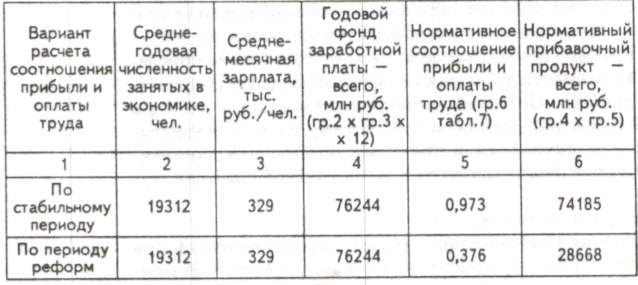 Вариант
расчета
соотношения
прибыли и
оплаты
труда
Средне-
годовая
численность
занятых в
экономике,
чел.
Средне-
месячная
зарплата,
тыс.
руб./чел.
Годовой
фонд
заработной
платы —
всего,
млн руб.
(гр.2 х гр.3 х
х 12)
Нормативное
соотношение
прибыли и
оплаты
труда (гр.6
табл.7)
Нормативный
прибавочный
продукт —
всего,
млн руб.
(гр.4 х гр.5)
1 2 3 4 5 6
По
стабильному
периоду
19312 329 76244 0,973 74185
По периоду
реформ
19312 329 76244 0,376 28668